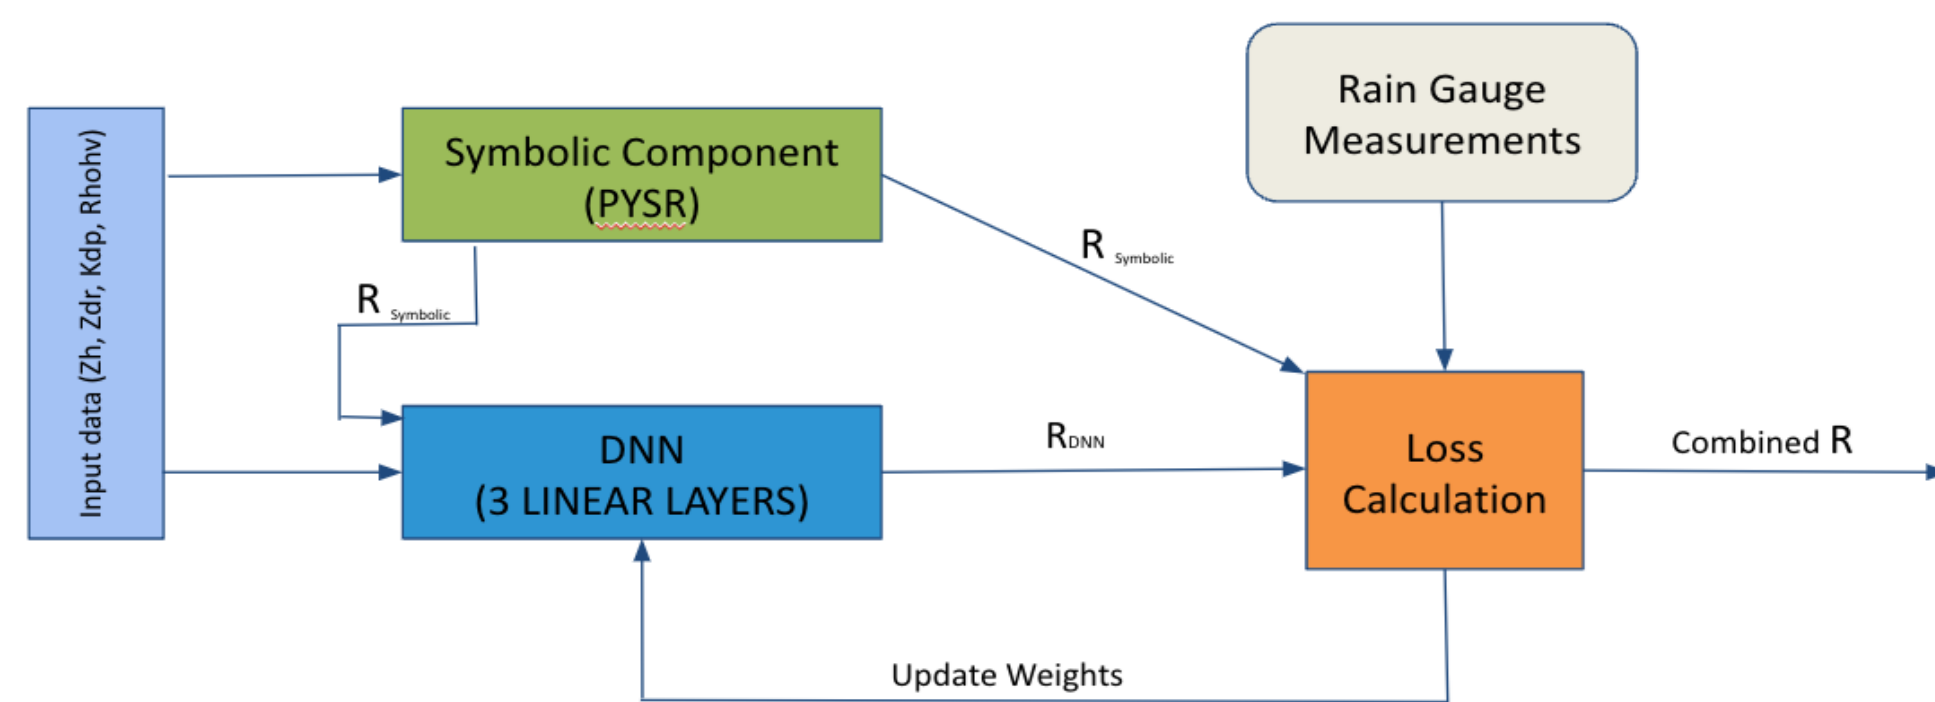 Input data (Zh, Zdr, Kdp, Rhohv)
Symbolic Component
(PYSR)
Rain Gauge
Measurements
R Symbolic
R Symbolic
DNN
(3 LINEAR LAYERS)
RDNN
Loss
Calculation
Combined R
Update Weights